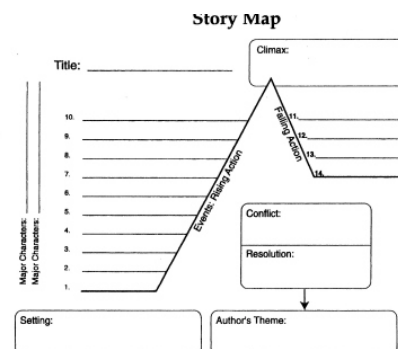 Story Map
Climax:
Title:
10.
9.
8.
7.
6.
5.
4.
3.
2.
1.
Events: Rising Action
Falling Action
11.
12.
13.
14.
Major Characters:
Major Characters:
Conflict:
Resolution:
Setting:
Author's Theme: